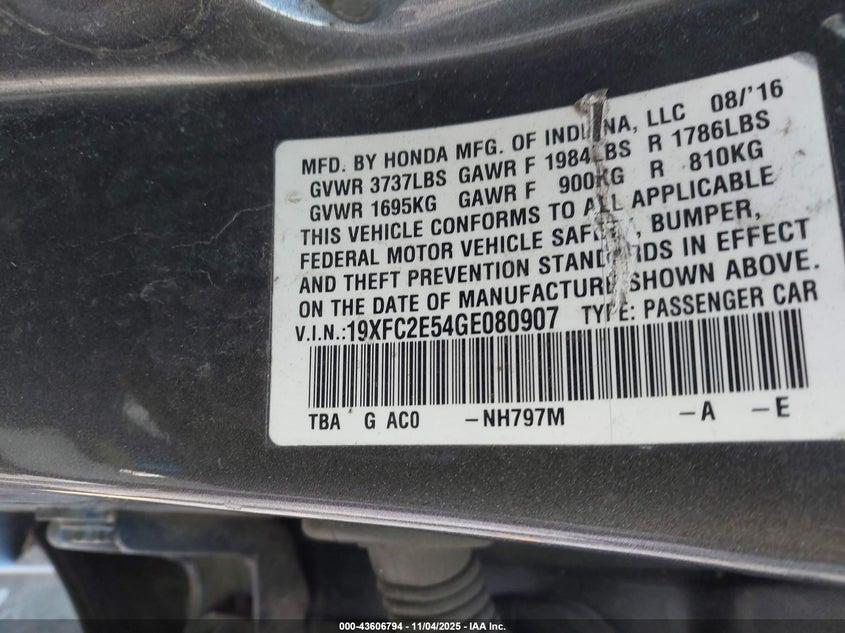 MFD. BY HONDA MFG. OF INDIANA, LLC 08/'16
GVWR 3737LBS GAWR F 1984LBS R 1786LBS
GVWR 1695KG GAWR F 900KG R 810KG
THIS VEHICLE CONFORMS TO ALL APPLICABLE
FEDERAL MOTOR VEHICLE SAFETY, BUMPER,
AND THEFT PREVENTION STANDARDS IN EFFECT
ON THE DATE OF MANUFACTURE SHOWN ABOVE.
V.I.N.:19XFC2E54GE080907 TYPE: PASSENGER CAR
TBA G AC0 -NH797M -A -E
000-43606794 - 11/04/2025 - IAA Inc.